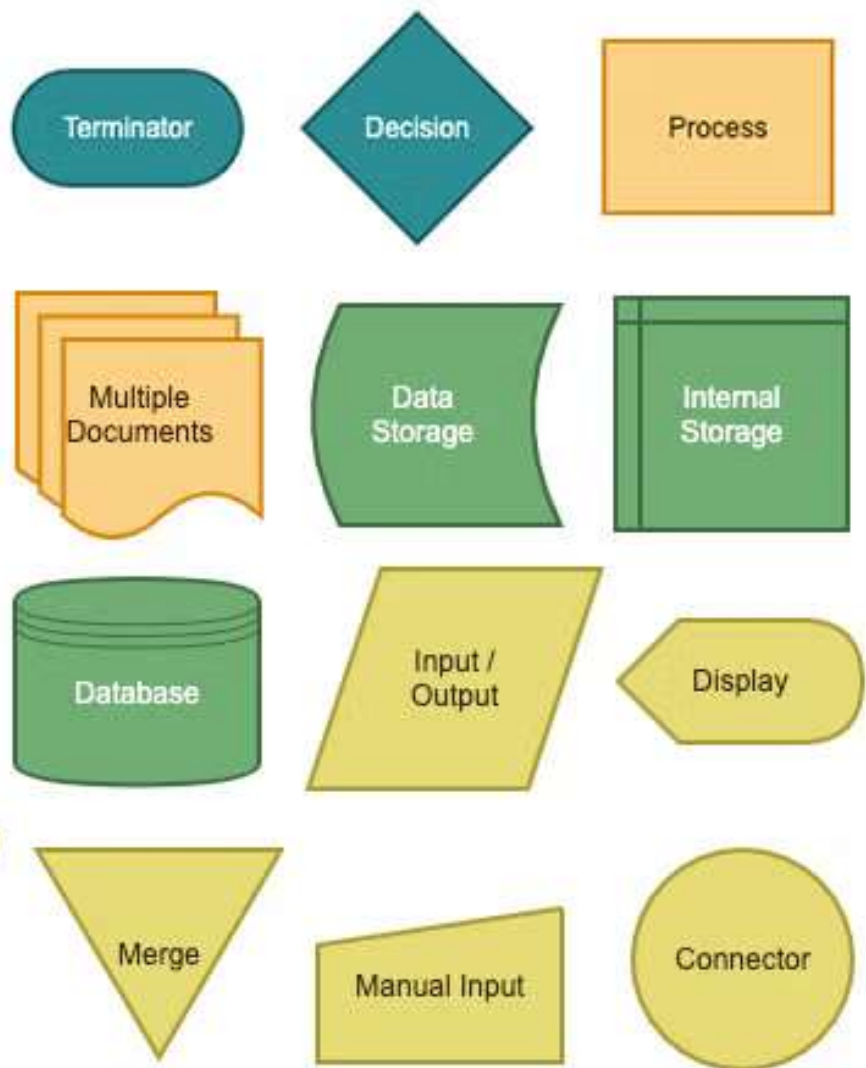 Terminator
Decision
Process
Multiple
Documents
Data
Storage
Internal
Storage
Database
Input /
Output
Display
Merge
Manual Input
Connector